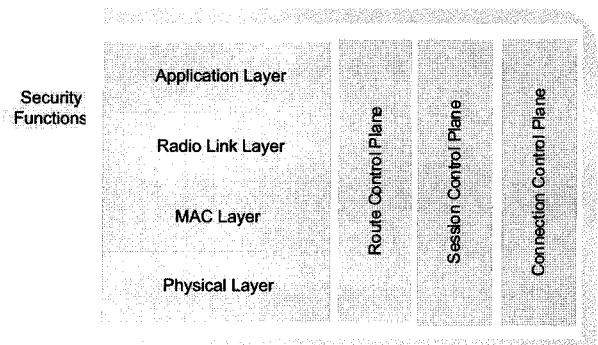 Security
Functions
Application Layer
Radio Link Layer
MAC Layer
Physical Layer
Route Control Plane
Session Control Plane
Connection Control Plane